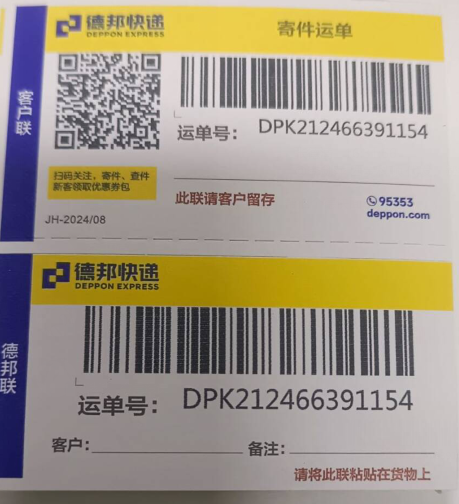 德邦快递
DEPPON EXPRESS
寄件运单
客户联
运单号： DPK212466391154
扫码关注、寄件、查件
新客领取优惠券包
此联请客户留存
95353
deppon.com
JH-2024/08
德邦快递
DEPPON EXPRESS
德邦联
运单号： DPK212466391154
客户： 备注：
请将此联粘贴在货物上